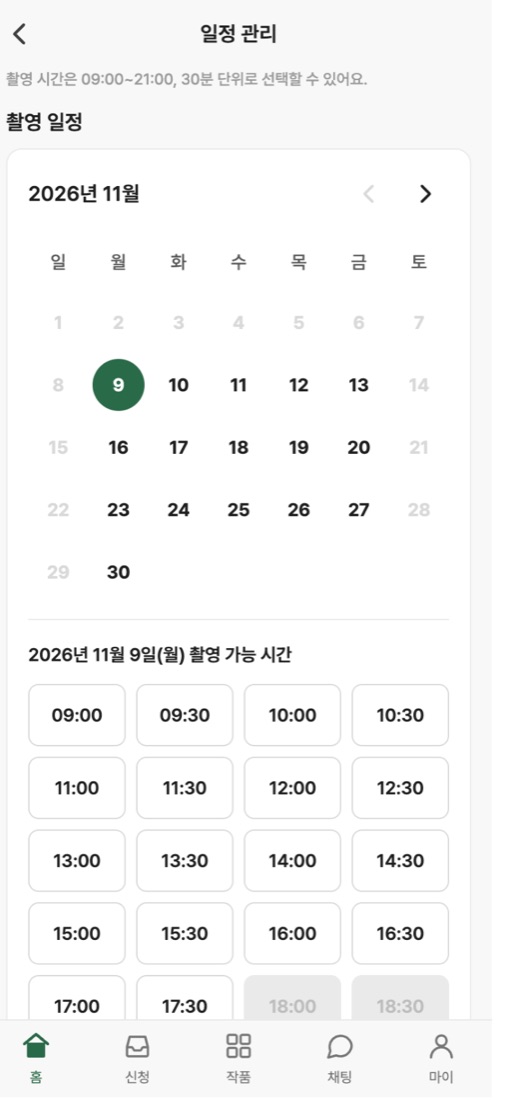 일정 관리
촬영 시간은 09:00~21:00, 30분 단위로 선택할 수 있어요.
촬영 일정
2026년 11월
일 월 화 수 목 금 토
1 2 3 4 5 6 7
8 9 10 11 12 13 14
15 16 17 18 19 20 21
22 23 24 25 26 27 28
29 30
2026년 11월 9일(월) 촬영 가능 시간
09:00 09:30 10:00 10:30
11:00 11:30 12:00 12:30
13:00 13:30 14:00 14:30
15:00 15:30 16:00 16:30
17:00 17:30 18:00 18:30
홈 신청 작품 채팅 마이